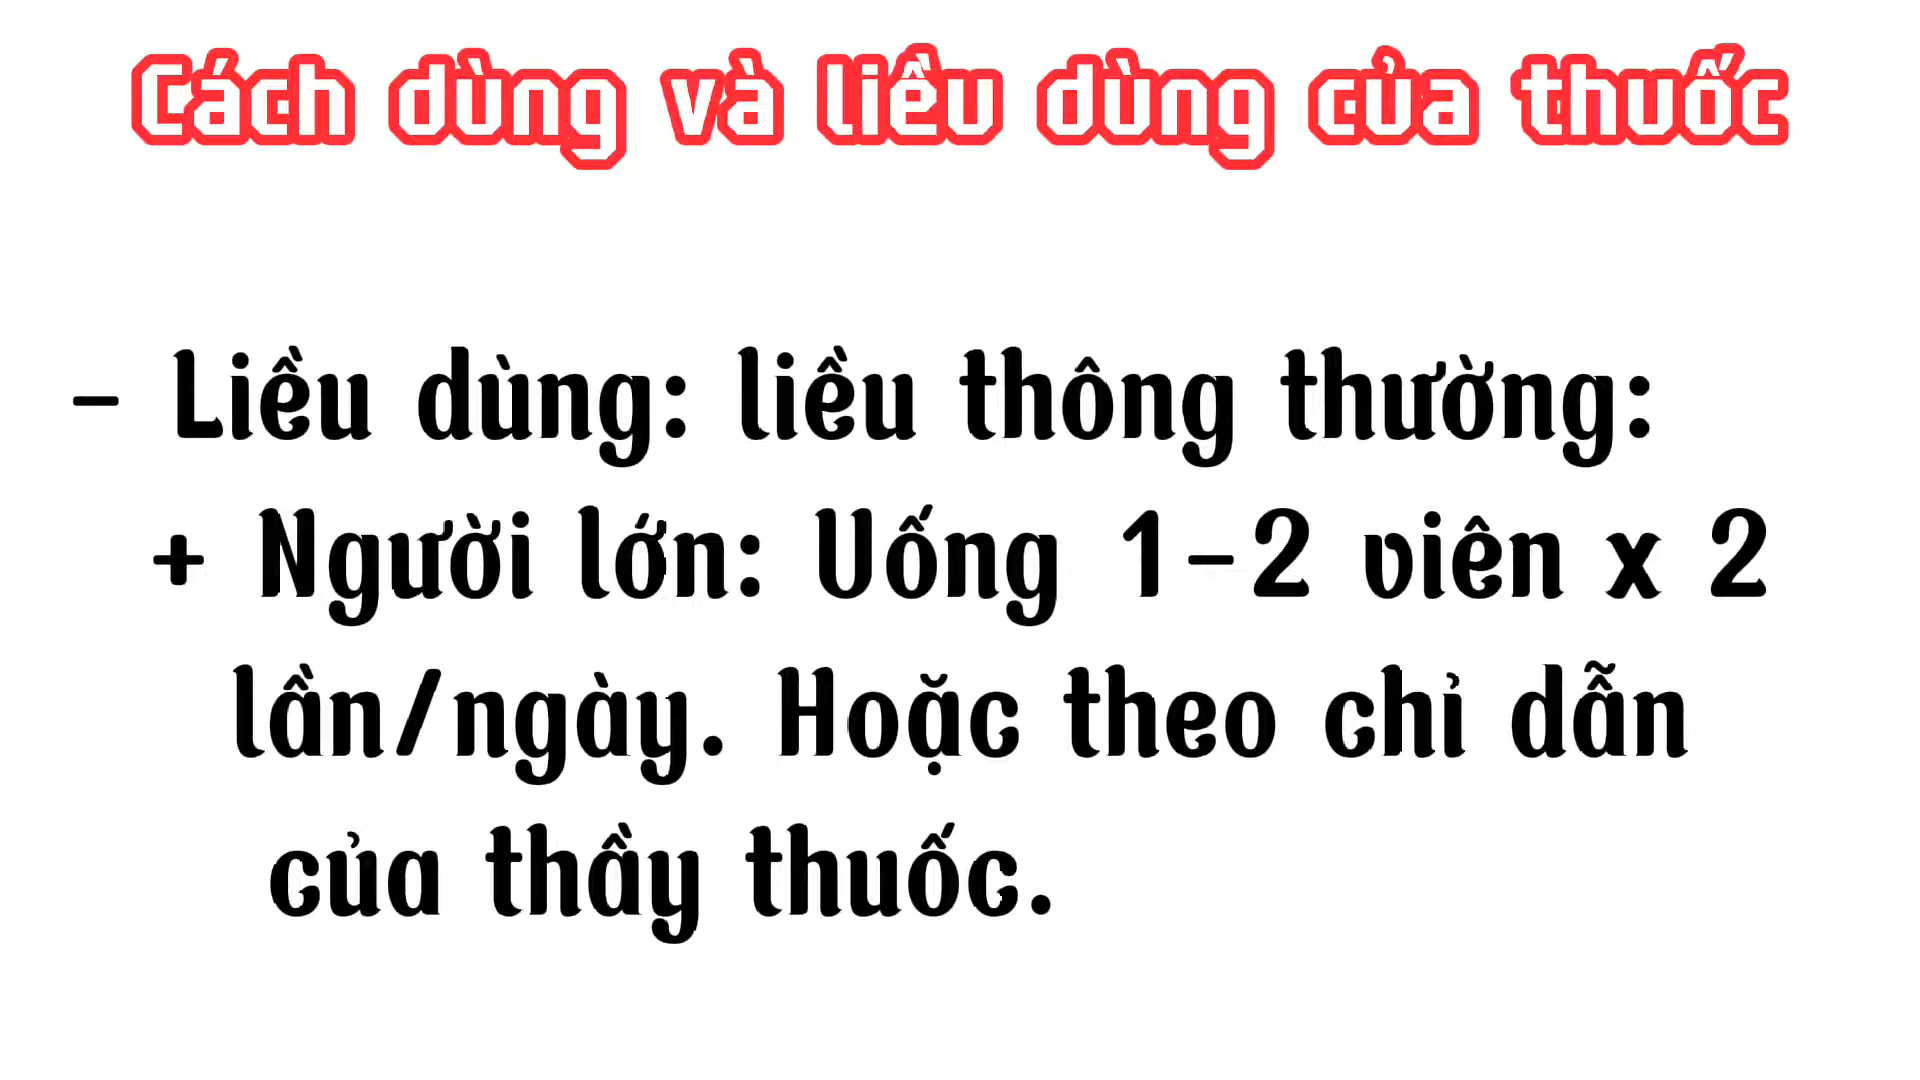 Cách dùng và liều dùng của thuốc
- Liều dùng: liều thông thường:
+ Người lớn: Uống 1-2 viên x 2
lần/ngày. Hoặc theo chỉ dẫn
của thầy thuốc.